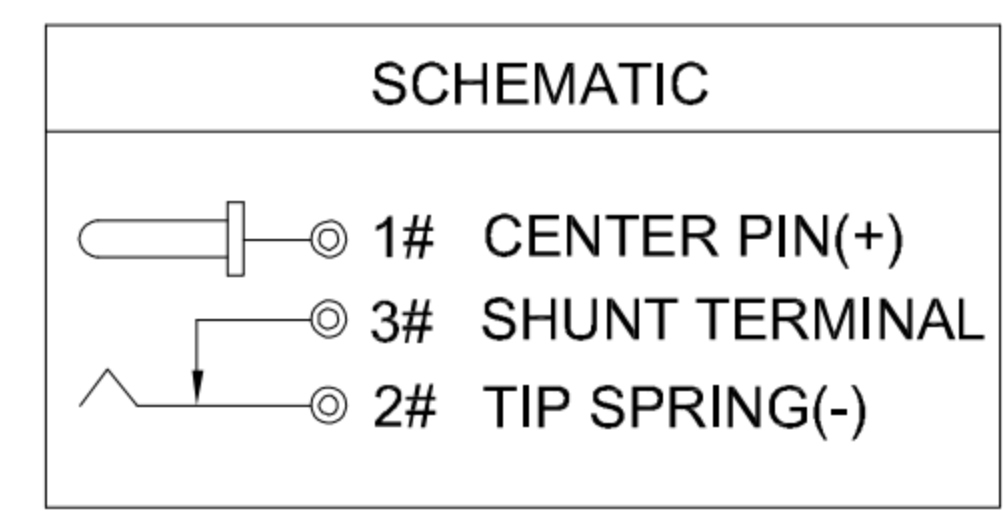 SCHEMATIC
1# CENTER PIN(+)
3# SHUNT TERMINAL
2# TIP SPRING(-)